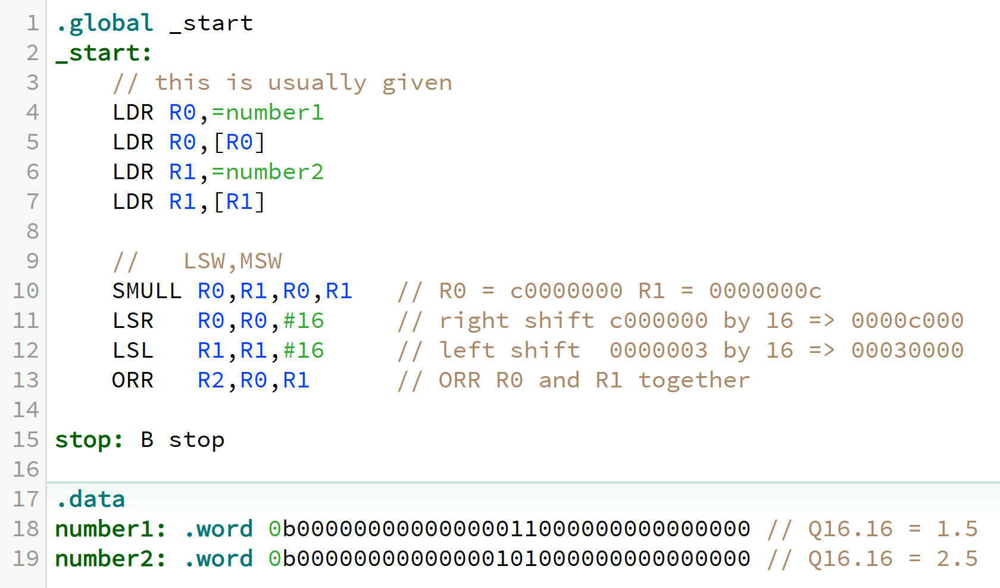 1 .global _start
2 _start:
3 // this is usually given
4 LDR R0,=number1
5 LDR R0,[R0]
6 LDR R1,=number2
7 LDR R1,[R1]
8
9 //   LSW,MSW
10 SMULL R0,R1,R0,R1   // R0 = c0000000 R1 = 0000000c
11 LSR   R0,R0,#16     // right shift c000000 by 16 => 0000c000
12 LSL   R1,R1,#16     // left shift  0000003 by 16 => 00030000
13 ORR   R2,R0,R1      // ORR R0 and R1 together
14
15 stop: B stop
16
17 .data
18 number1: .word 0b00000000000000011000000000000000 // Q16.16 = 1.5
19 number2: .word 0b00000000000000101000000000000000 // Q16.16 = 2.5